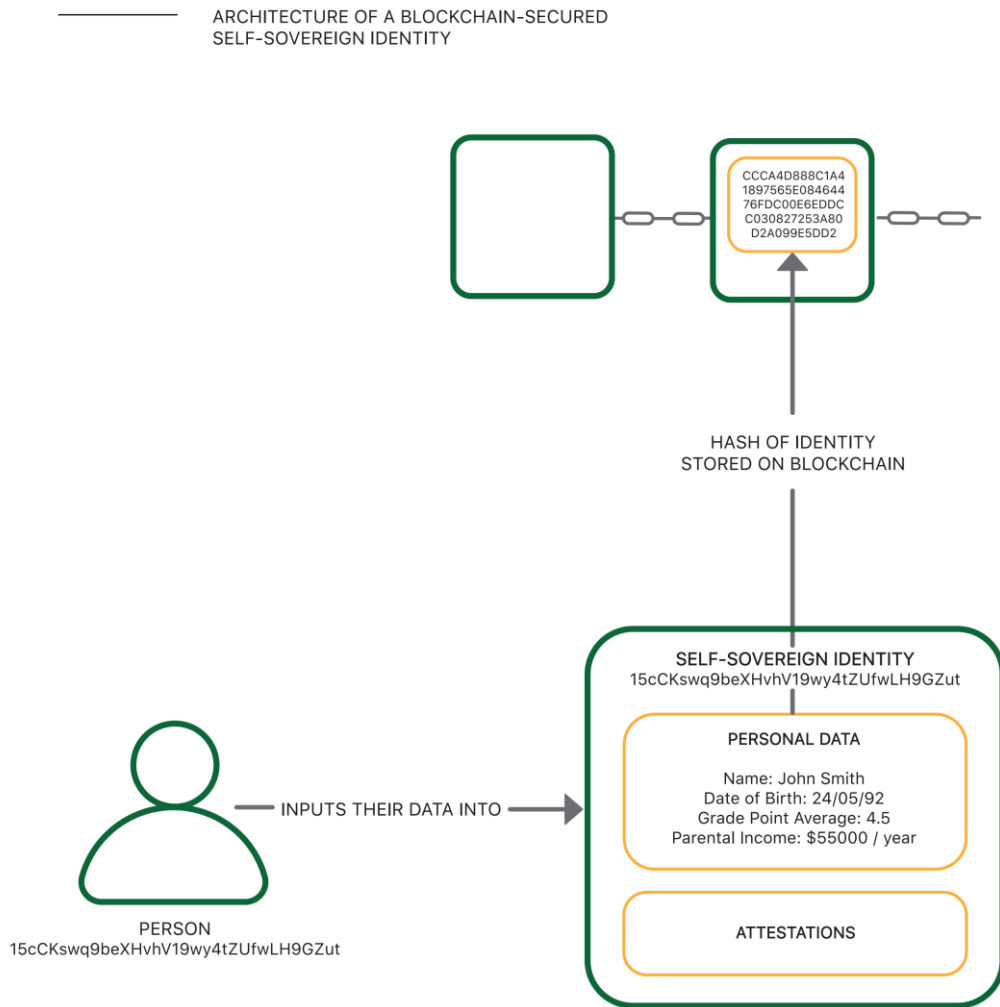 ARCHITECTURE OF A BLOCKCHAIN-SECURED
SELF-SOVEREIGN IDENTITY
CCCA4D888C1A4
1897565E084644
76FDC00E6EDDC
C030827253A80
D2A099E5DD2
HASH OF IDENTITY
STORED ON BLOCKCHAIN
SELF-SOVEREIGN IDENTITY
15cCKswq9beXHvhV19wy4tZUfwLH9GZut
PERSONAL DATA
Name: John Smith
Date of Birth: 24/05/92
Grade Point Average: 4.5
Parental Income: $55000 / year
INPUTS THEIR DATA INTO
ATTESTATIONS
PERSON
15cCKswq9beXHvhV19wy4tZUfwLH9GZut